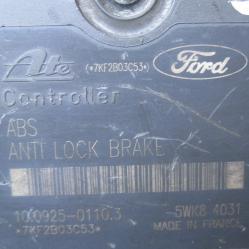 Ate
(*7KF2B03C53*)
Ford
Controller
ABS
ANTI LOCK BRAKE
10.0925-0110.3
5WK8 4031
*7KF2B03C53*
MADE IN FRANCE